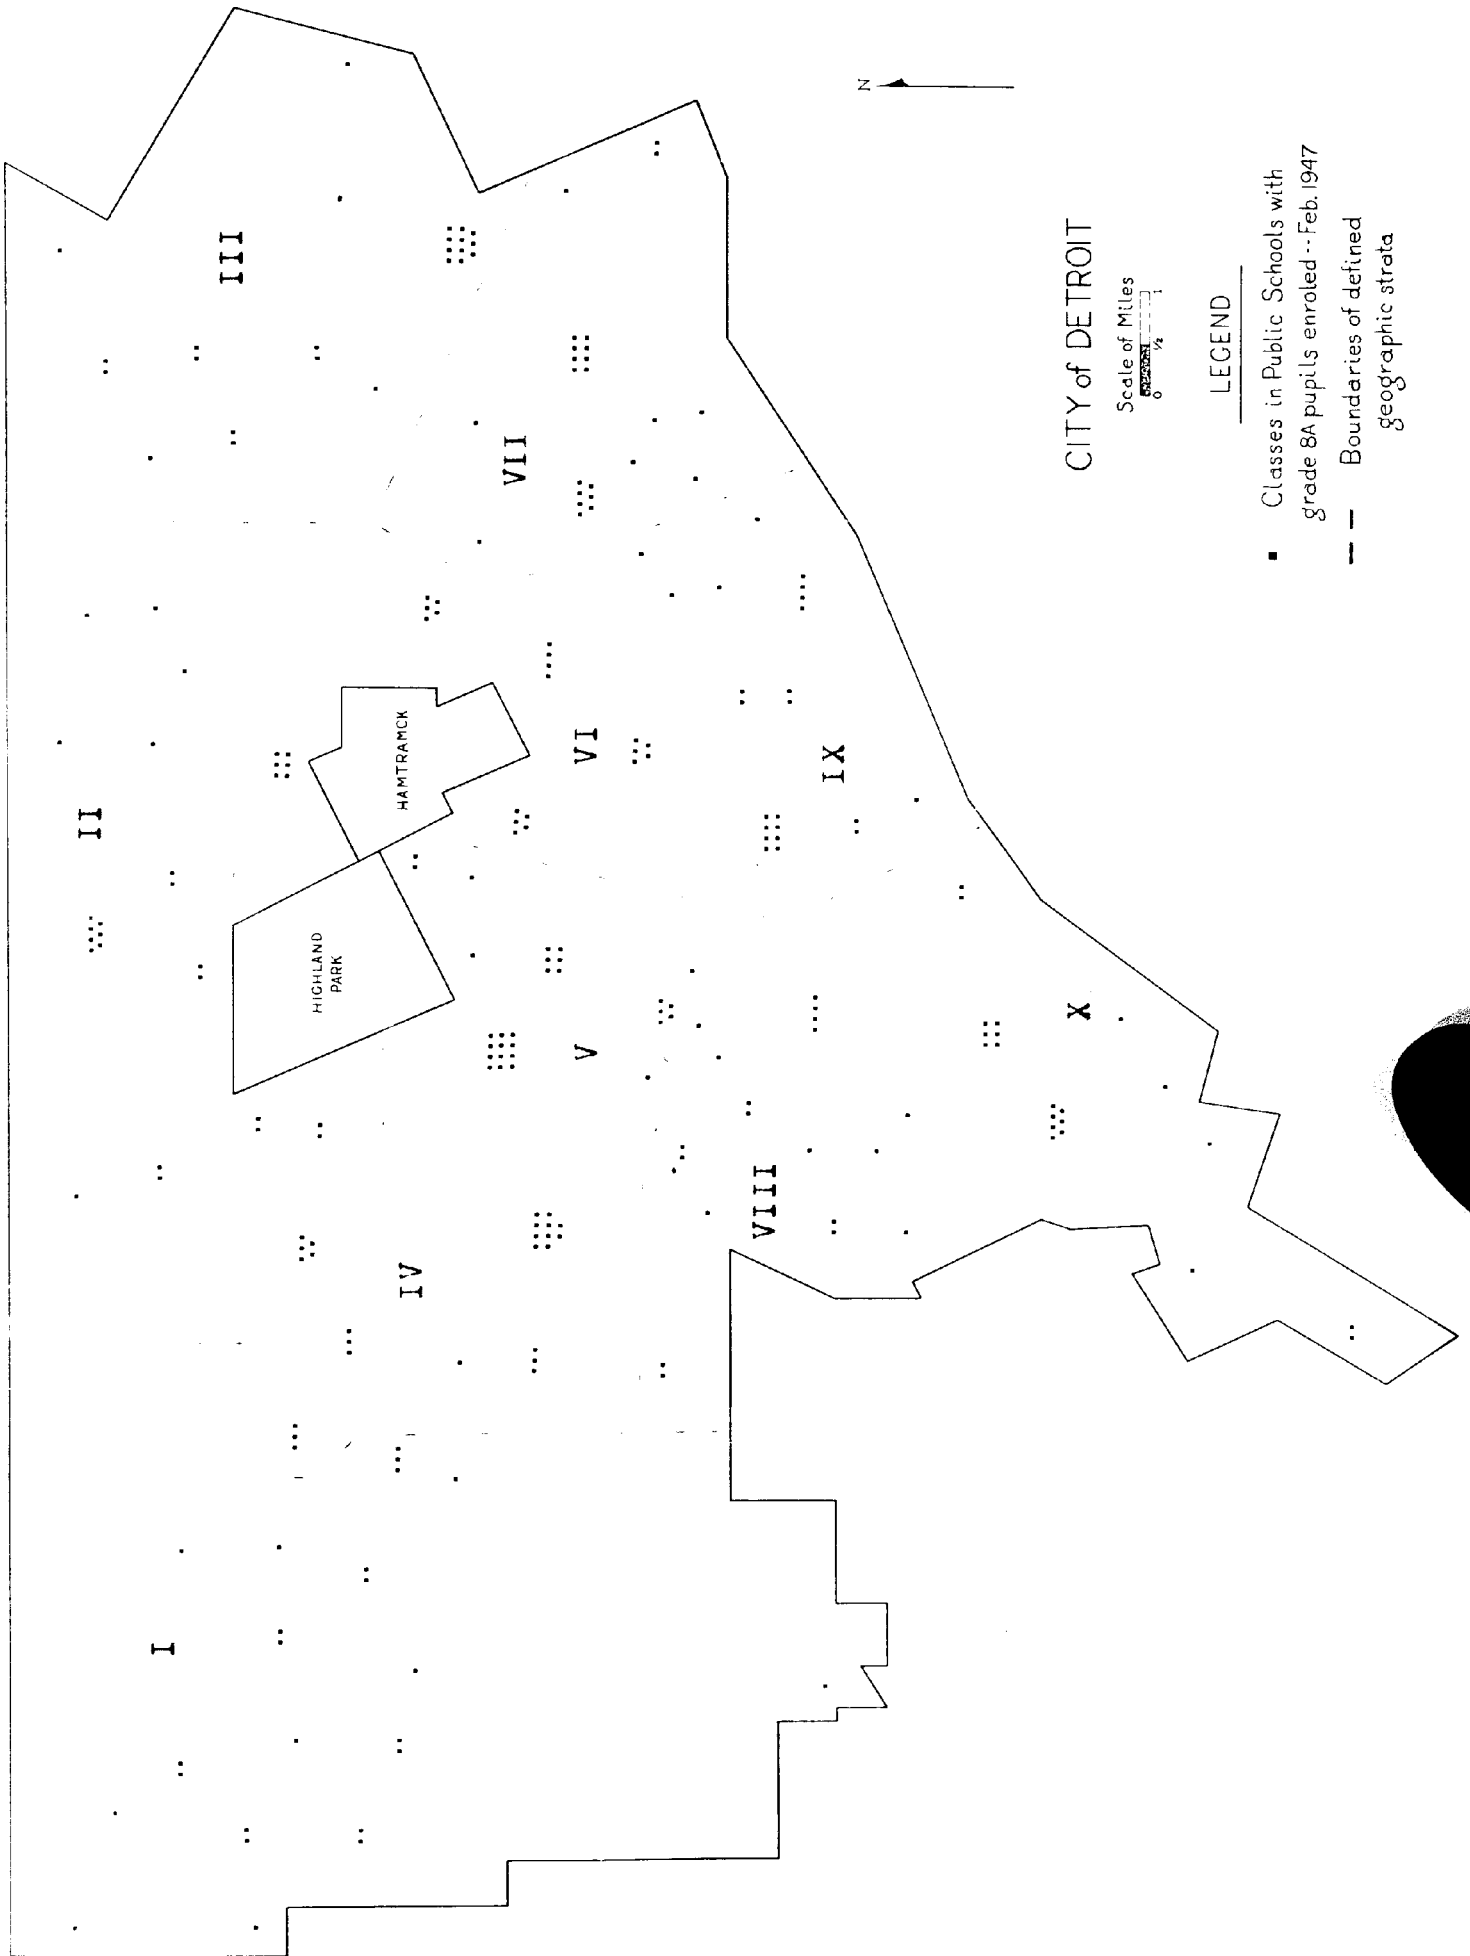 I
II
III
IV
V
VI
VII
VIII
IX
X
HIGHLAND
PARK
HAMTRAMCK
N
CITY of DETROIT
Scale of Miles
0 ½ 1
LEGEND
Classes in Public Schools with
grade 8A pupils enroled -- Feb. 1947
Boundaries of defined
geographic strata